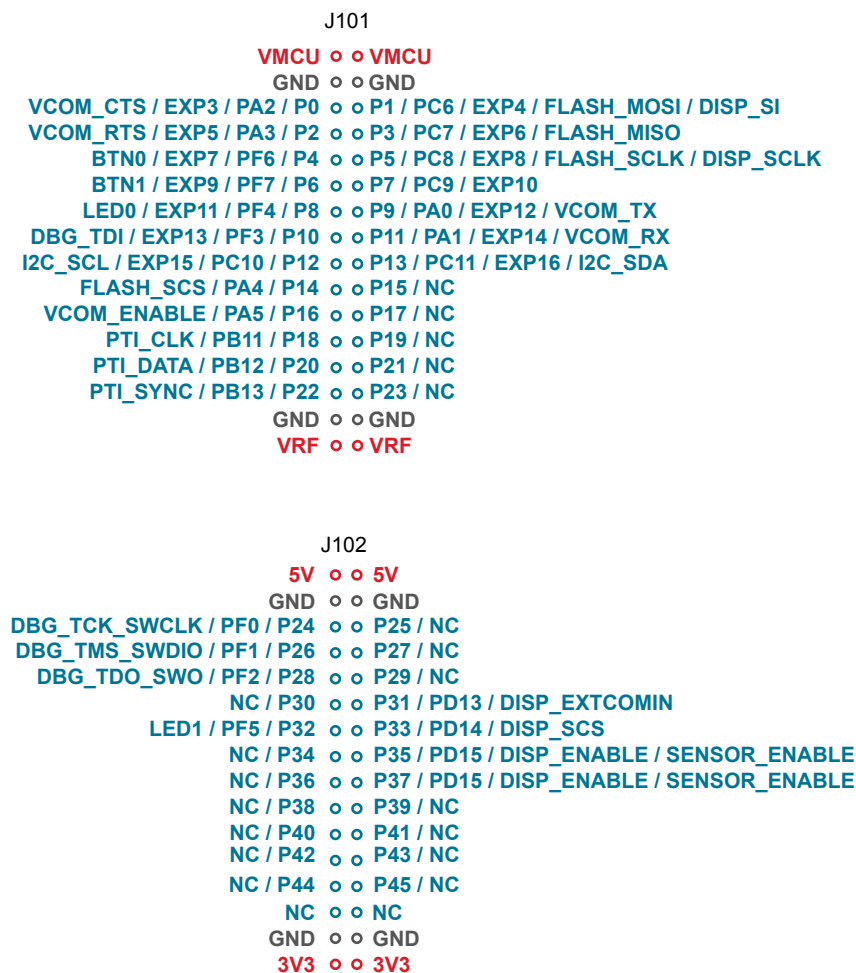 J101
VMCU VMCU
GND GND
VCOM_CTS / EXP3 / PA2 / P0 P1 / PC6 / EXP4 / FLASH_MOSI / DISP_SI
VCOM_RTS / EXP5 / PA3 / P2 P3 / PC7 / EXP6 / FLASH_MISO
BTN0 / EXP7 / PF6 / P4 P5 / PC8 / EXP8 / FLASH_SCLK / DISP_SCLK
BTN1 / EXP9 / PF7 / P6 P7 / PC9 / EXP10
LED0 / EXP11 / PF4 / P8 P9 / PA0 / EXP12 / VCOM_TX
DBG_TDI / EXP13 / PF3 / P10 P11 / PA1 / EXP14 / VCOM_RX
I2C_SCL / EXP15 / PC10 / P12 P13 / PC11 / EXP16 / I2C_SDA
FLASH_SCS / PA4 / P14 P15 / NC
VCOM_ENABLE / PA5 / P16 P17 / NC
PTI_CLK / PB11 / P18 P19 / NC
PTI_DATA / PB12 / P20 P21 / NC
PTI_SYNC / PB13 / P22 P23 / NC
GND GND
VRF VRF
J102
5V 5V
GND GND
DBG_TCK_SWCLK / PF0 / P24 P25 / NC
DBG_TMS_SWDIO / PF1 / P26 P27 / NC
DBG_TDO_SWO / PF2 / P28 P29 / NC
NC / P30 P31 / PD13 / DISP_EXTCOMIN
LED1 / PF5 / P32 P33 / PD14 / DISP_SCS
NC / P34 P35 / PD15 / DISP_ENABLE / SENSOR_ENABLE
NC / P36 P37 / PD15 / DISP_ENABLE / SENSOR_ENABLE
NC / P38 P39 / NC
NC / P40 P41 / NC
NC / P42 P43 / NC
NC / P44 P45 / NC
NC NC
GND GND
3V3 3V3